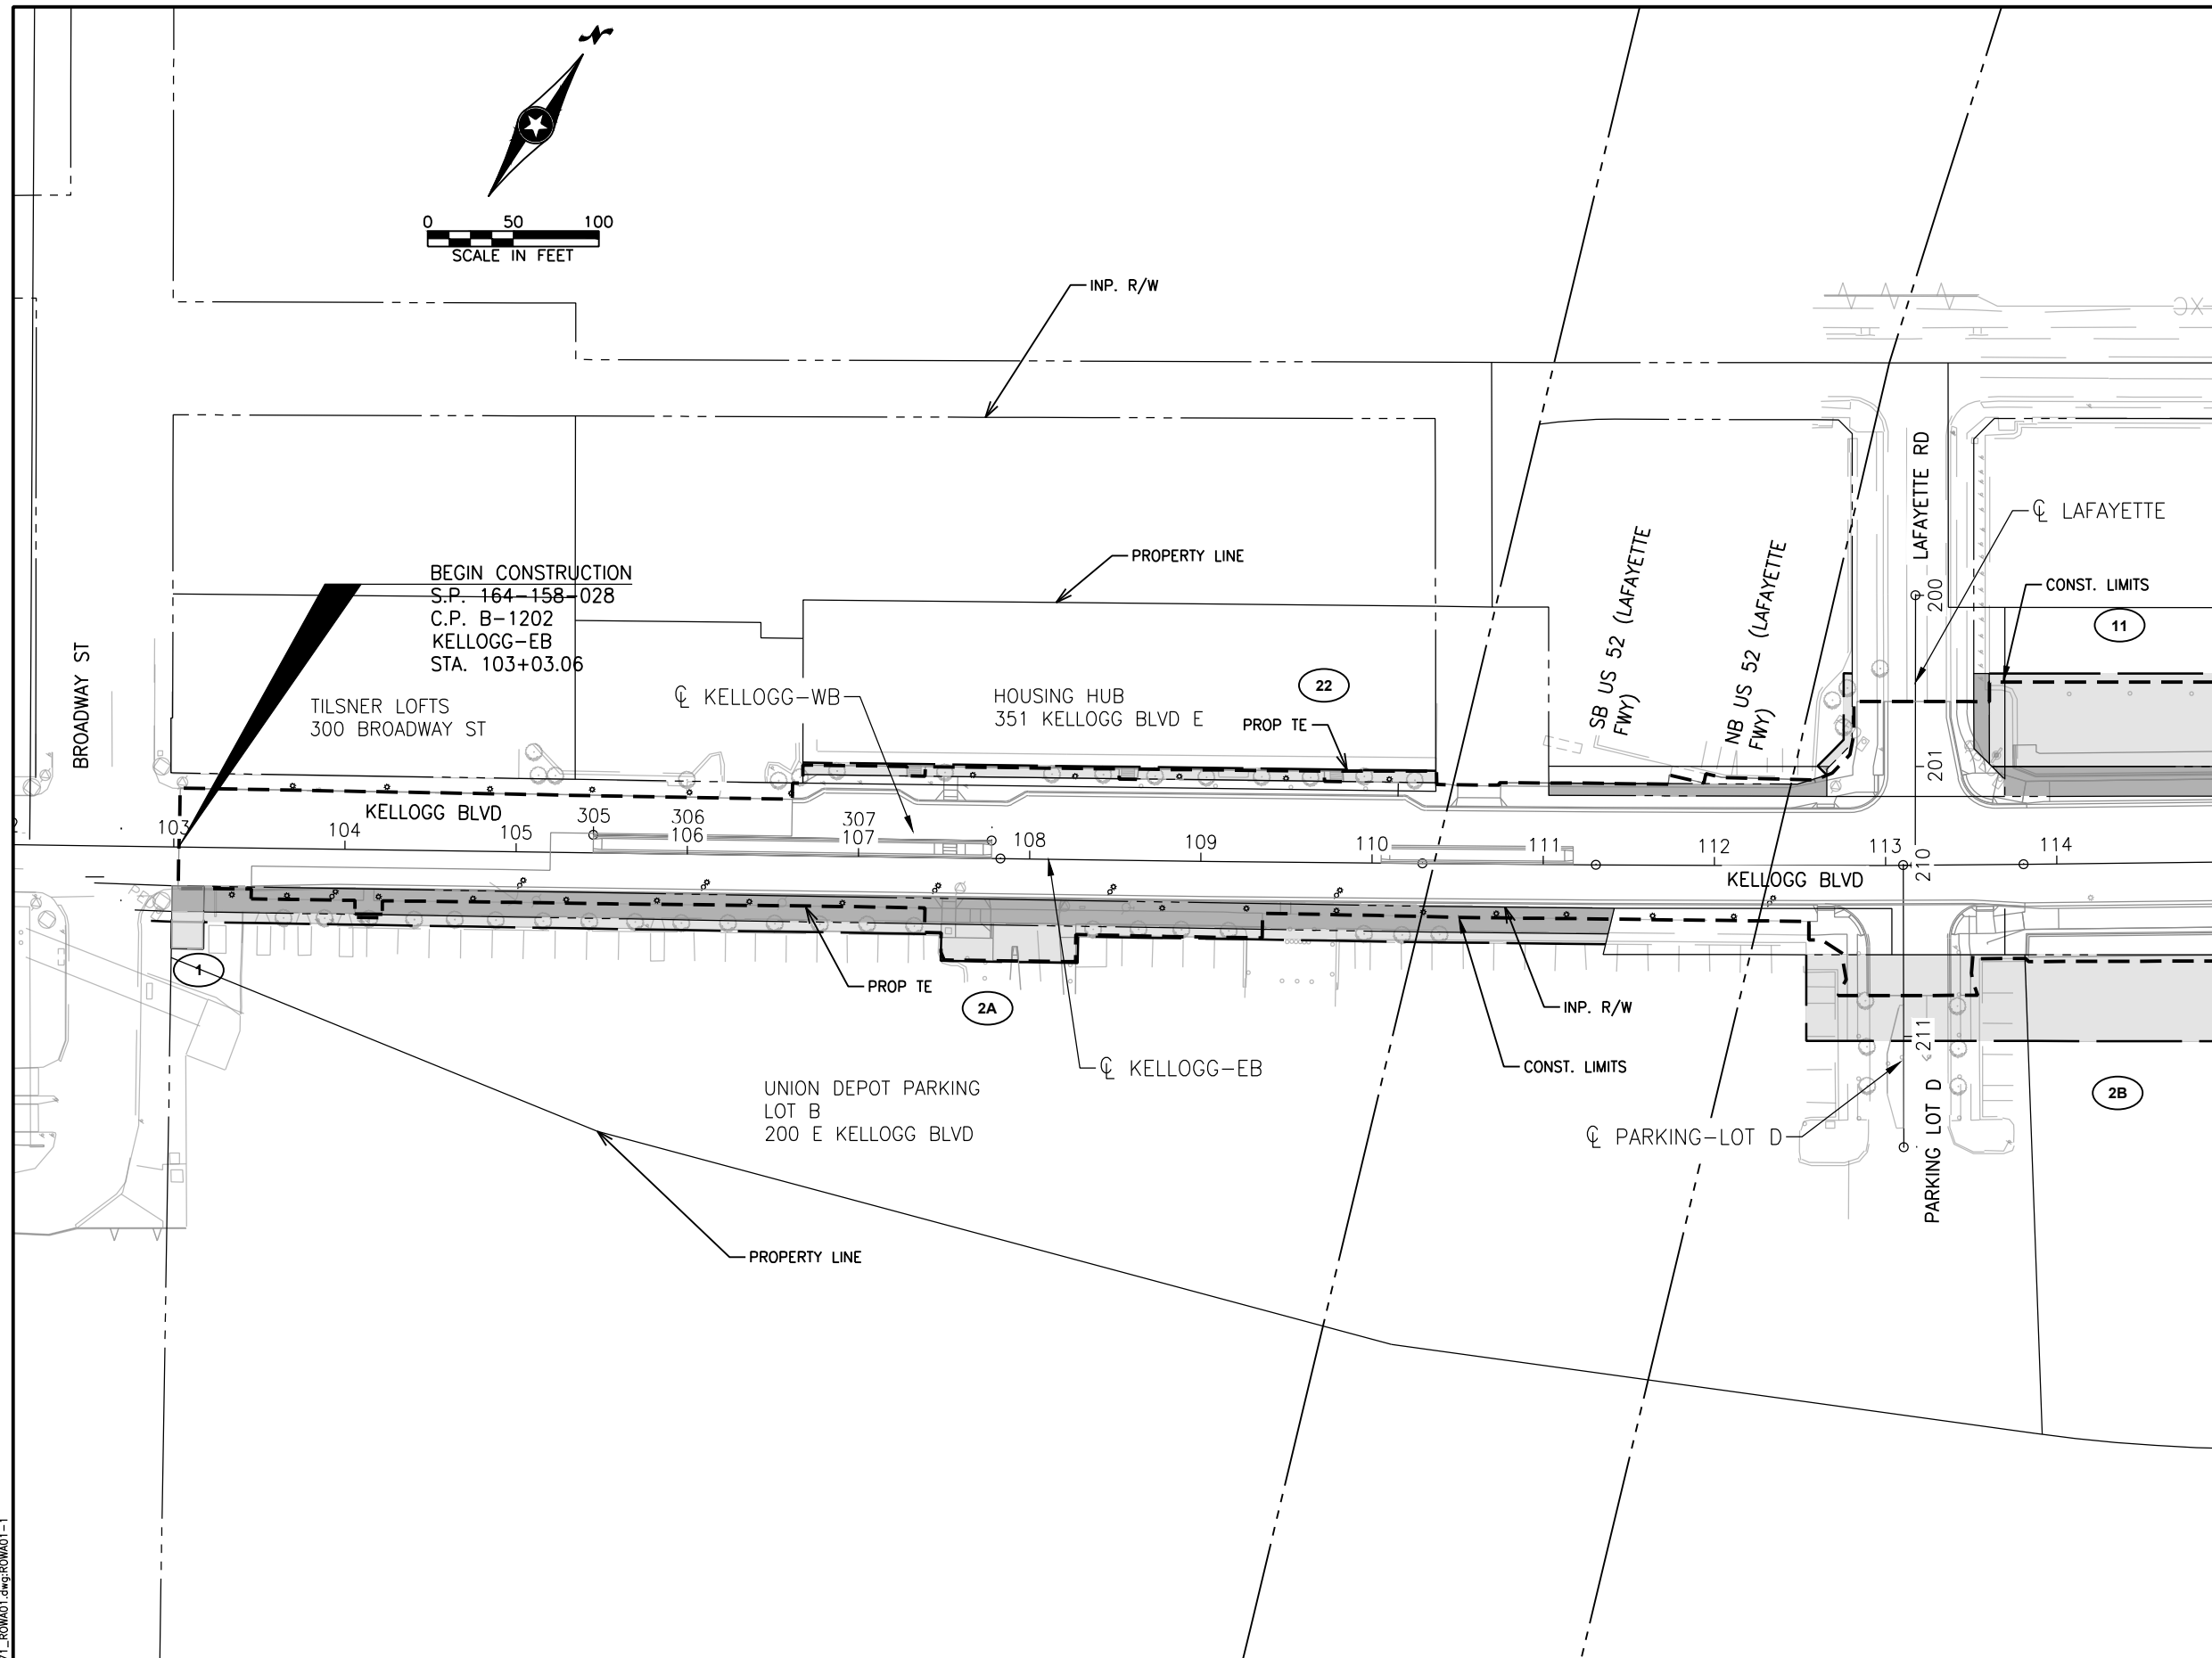 N
0 50 100
SCALE IN FEET
INP. R/W
PROPERTY LINE
BEGIN CONSTRUCTION
S.P. 164-158-028
C.P. B-1202
KELLOGG-EB
STA. 103+03.06
BROADWAY ST
TILSNER LOFTS
300 BROADWAY ST
℄ KELLOGG-WB
HOUSING HUB
351 KELLOGG BLVD E
22
PROP TE
SB US 52 (LAFAYETTE
FWY)
NB US 52 (LAFAYETTE
FWY)
LAFAYETTE RD
℄ LAFAYETTE
CONST. LIMITS
11
200
201
KELLOGG BLVD
305 306 307
103 104 105 106 107 108 109 110 111 112 113 114
KELLOGG BLVD
210
211
1
PROP TE
2A
INP. R/W
CONST. LIMITS
℄ KELLOGG-EB
UNION DEPOT PARKING
LOT B
200 E KELLOGG BLVD
℄ PARKING-LOT D
PARKING LOT D
2B
PROPERTY LINE
_ROWA01.dwg:ROWA01-1